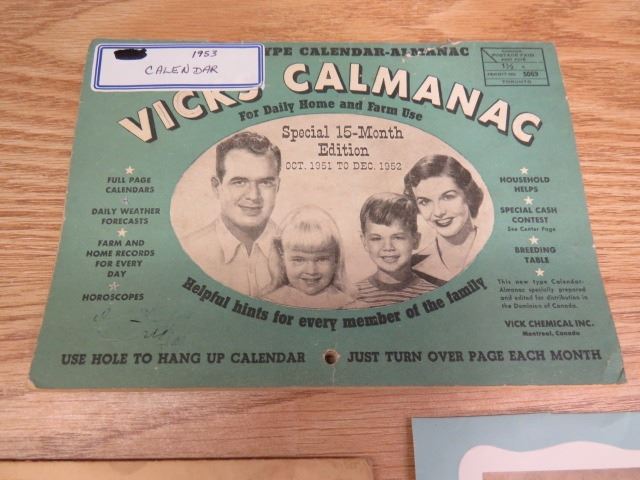 1953
CALENDAR
TYPE CALENDAR-ALMANAC
POSTAGE PAID
PERMIT NO. 5069
TORONTO
VICKS CALMANAC
For Daily Home and Farm Use
Special 15-Month
Edition
OCT. 1951 TO DEC. 1952
FULL PAGE
CALENDARS
DAILY WEATHER
FORECASTS
FARM AND
HOME RECORDS
FOR EVERY
DAY
HOROSCOPES
HOUSEHOLD
HELPS
SPECIAL CASH
CONTEST
See Center Page
BREEDING
TABLE
This new type Calendar-
Almanac specially prepared
and edited for distribution in
the Dominion of Canada.
VICK CHEMICAL INC.
Montreal, Canada
Helpful hints for every member of the family
USE HOLE TO HANG UP CALENDAR JUST TURN OVER PAGE EACH MONTH